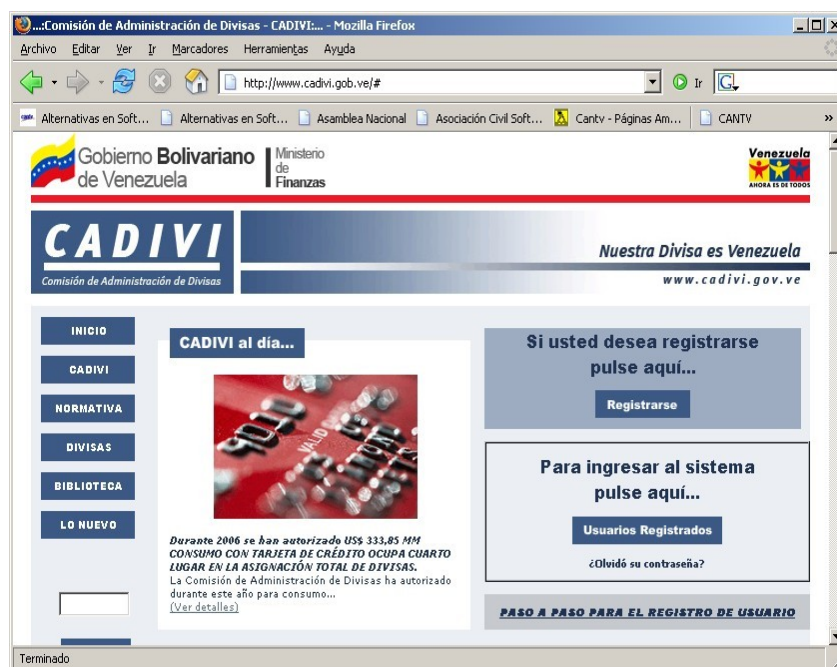 ...:Comisión de Administración de Divisas - CADIVI:... - Mozilla Firefox
Archivo Editar Ver Ir Marcadores Herramientas Ayuda
http://www.cadivi.gob.ve/#
Ir
G
Alternativas en Soft... Alternativas en Soft... Asamblea Nacional Asociación Civil Soft... Cantv - Páginas Am... CANTV »
Gobierno Bolivariano
de Venezuela
Ministerio
de
Finanzas
Venezuela
AHORA ES DE TODOS
CADIVI
Comisión de Administración de Divisas
Nuestra Divisa es Venezuela
www.cadivi.gov.ve
INICIO
CADIVI
NORMATIVA
DIVISAS
BIBLIOTECA
LO NUEVO
CADIVI al día...
9010
VALID
Durante 2006 se han autorizado US$ 333,85 MM
CONSUMO CON TARJETA DE CRÉDITO OCUPA CUARTO
LUGAR EN LA ASIGNACIÓN TOTAL DE DIVISAS.
La Comisión de Administración de Divisas ha autorizado
durante este año para consumo...
(Ver detalles)
Si usted desea registrarse
pulse aquí...
Registrarse
Para ingresar al sistema
pulse aquí...
Usuarios Registrados
¿Olvidó su contraseña?
PASO A PASO PARA EL REGISTRO DE USUARIO
Terminado